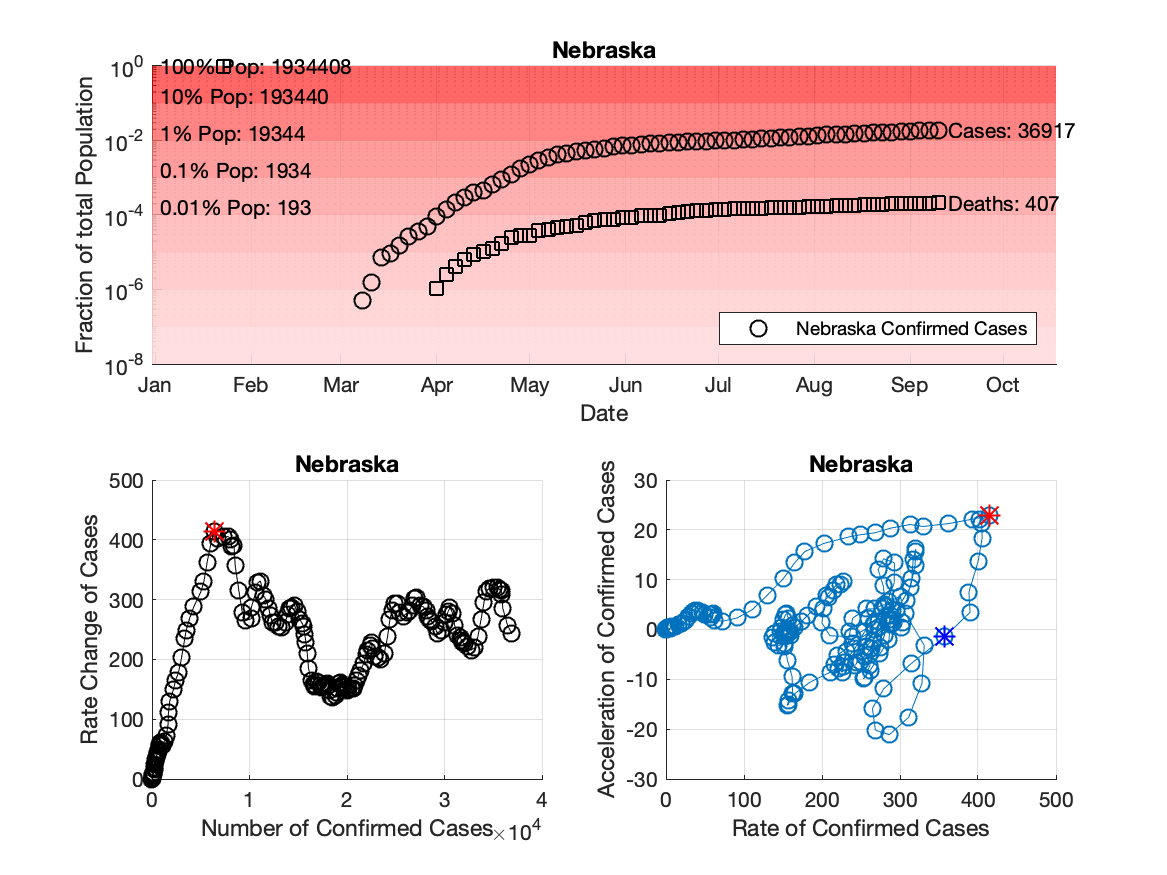 Nebraska
Fraction of total Population
10^0
10^-2
10^-4
10^-6
10^-8
100% Pop: 1934408
10% Pop: 193440
1% Pop: 19344
0.1% Pop: 1934
0.01% Pop: 193
Cases: 36917
Deaths: 407
Nebraska Confirmed Cases
Jan Feb Mar Apr May Jun Jul Aug Sep Oct
Date
Nebraska
Rate Change of Cases
500
400
300
200
100
0
0 1 2 3 4
Number of Confirmed Cases ×10^4
Nebraska
Acceleration of Confirmed Cases
30
20
10
0
-10
-20
-30
0 100 200 300 400 500
Rate of Confirmed Cases